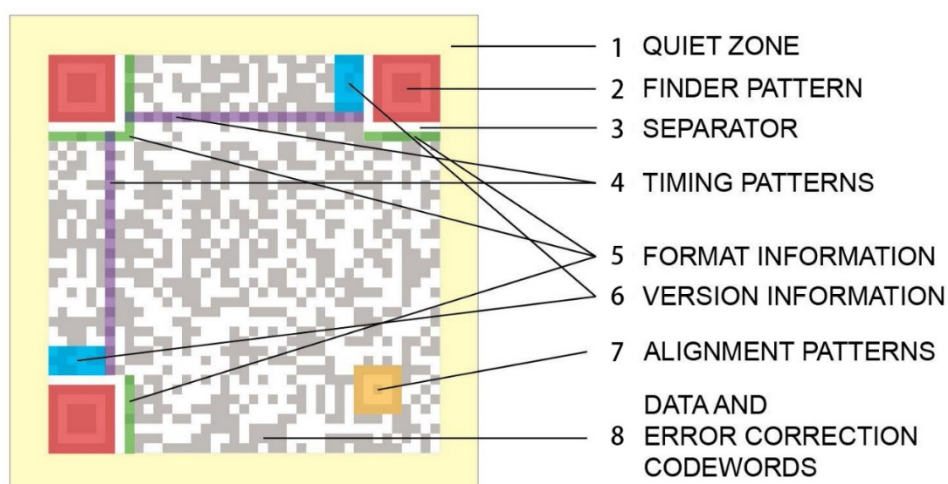 1 QUIET ZONE
2 FINDER PATTERN
3 SEPARATOR
4 TIMING PATTERNS
5 FORMAT INFORMATION
6 VERSION INFORMATION
7 ALIGNMENT PATTERNS
DATA AND
8 ERROR CORRECTION
CODEWORDS